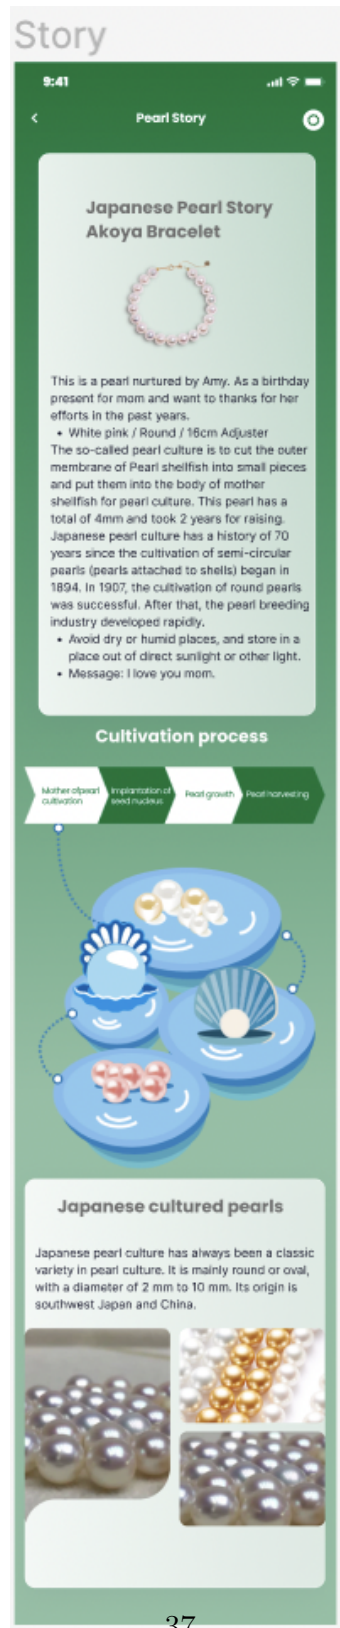 Story
9:41
Pearl Story
Japanese Pearl Story
Akoya Bracelet
This is a pearl nurtured by Amy. As a birthday
present for mom and want to thanks for her
efforts in the past years.
• White pink / Round / 16cm Adjuster
The so-called pearl culture is to cut the outer
membrane of Pearl shellfish into small pieces
and put them into the body of mother
shellfish for pearl culture. This pearl has a
total of 4mm and took 2 years for raising.
Japanese pearl culture has a history of 70
years since the cultivation of semi-circular
pearls (pearls attached to shells) began in
1894. In 1907, the cultivation of round pearls
was successful. After that, the pearl breeding
industry developed rapidly.
• Avoid dry or humid places, and store in a
place out of direct sunlight or other light.
• Message: I love you mom.
Cultivation process
Mother ofpearl
cultivation
Implantation of
seed nucleus
Pearl growth
Pearl harvesting
Japanese cultured pearls
Japanese pearl culture has always been a classic
variety in pearl culture. It is mainly round or oval,
with a diameter of 2 mm to 10 mm. Its origin is
southwest Japan and China.
37